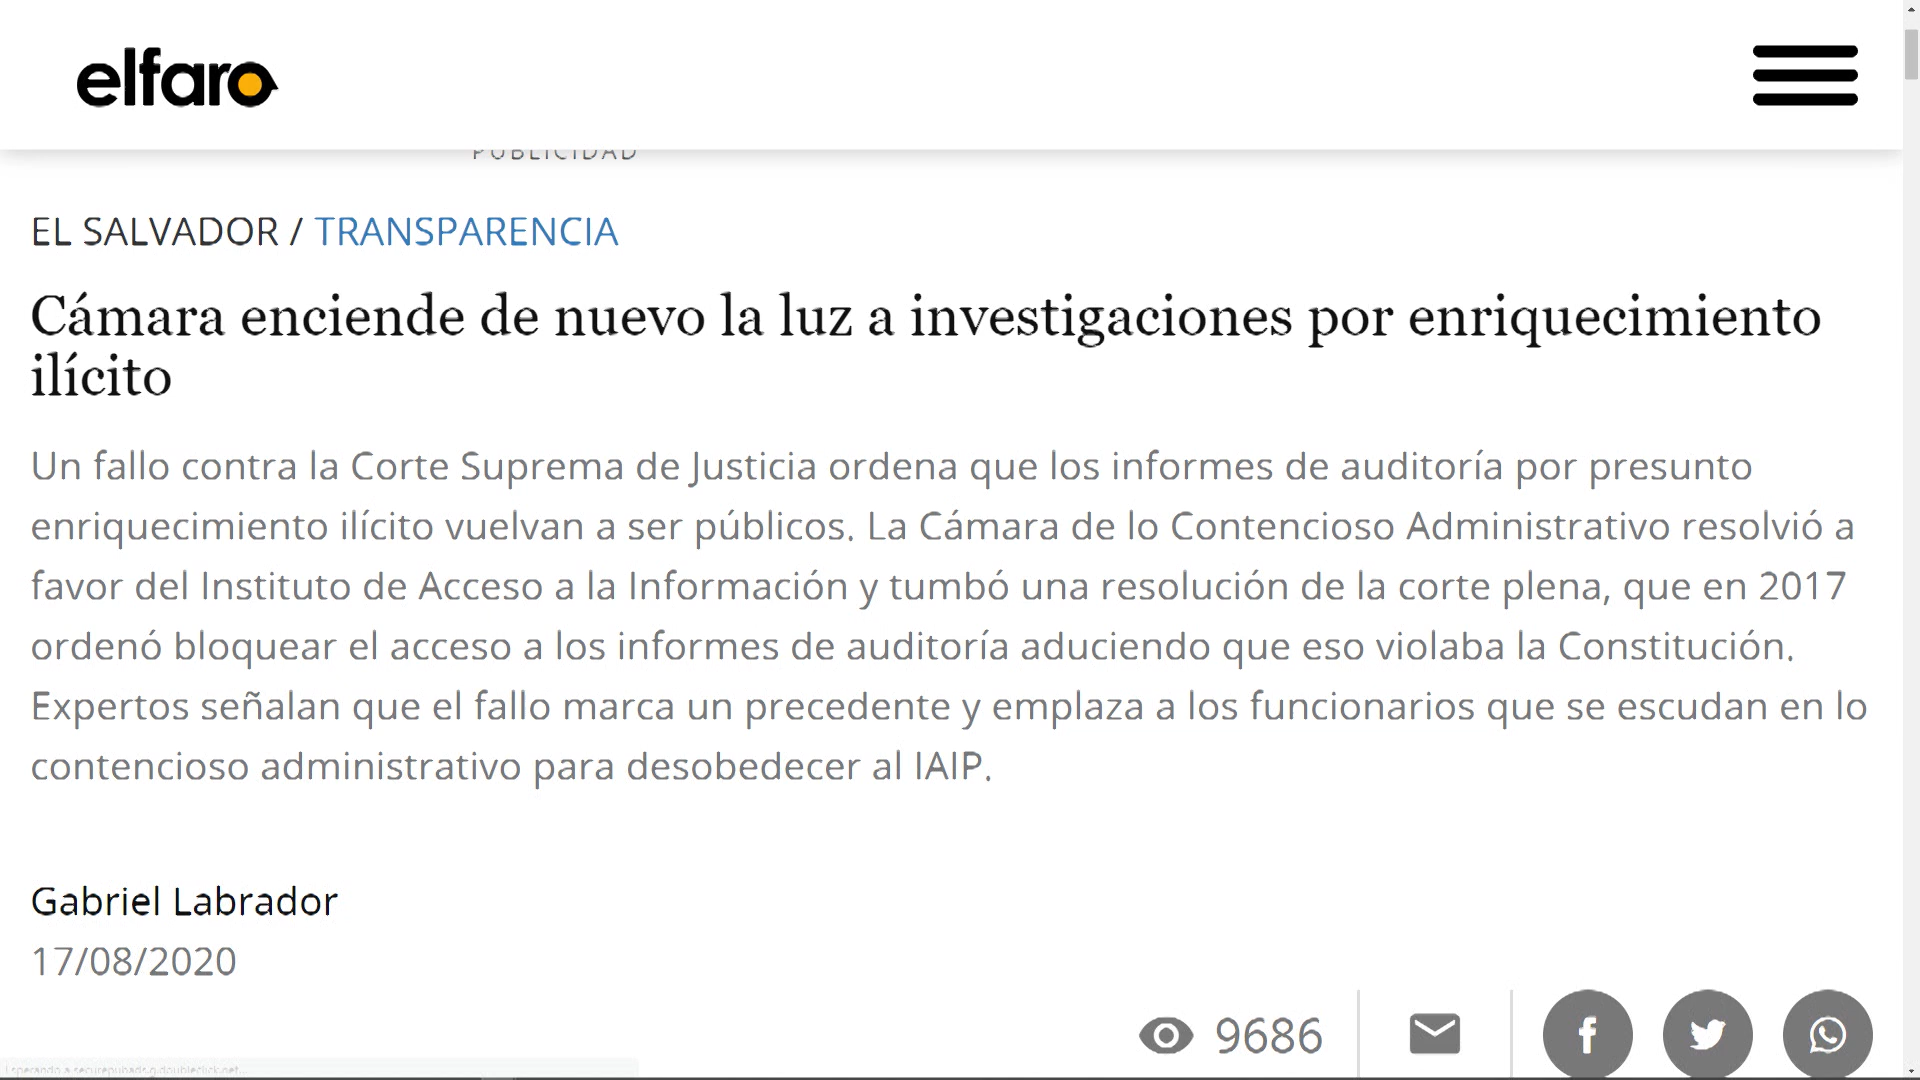 elfaro
PUBLICIDAD
EL SALVADOR / TRANSPARENCIA
Cámara enciende de nuevo la luz a investigaciones por enriquecimiento
ilícito
Un fallo contra la Corte Suprema de Justicia ordena que los informes de auditoría por presunto
enriquecimiento ilícito vuelvan a ser públicos. La Cámara de lo Contencioso Administrativo resolvió a
favor del Instituto de Acceso a la Información y tumbó una resolución de la corte plena, que en 2017
ordenó bloquear el acceso a los informes de auditoría aduciendo que eso violaba la Constitución.
Expertos señalan que el fallo marca un precedente y emplaza a los funcionarios que se escudan en lo
contencioso administrativo para desobedecer al IAIP.
Gabriel Labrador
17/08/2020
9686
Esperando a securepubads.g.doubleclick.net...